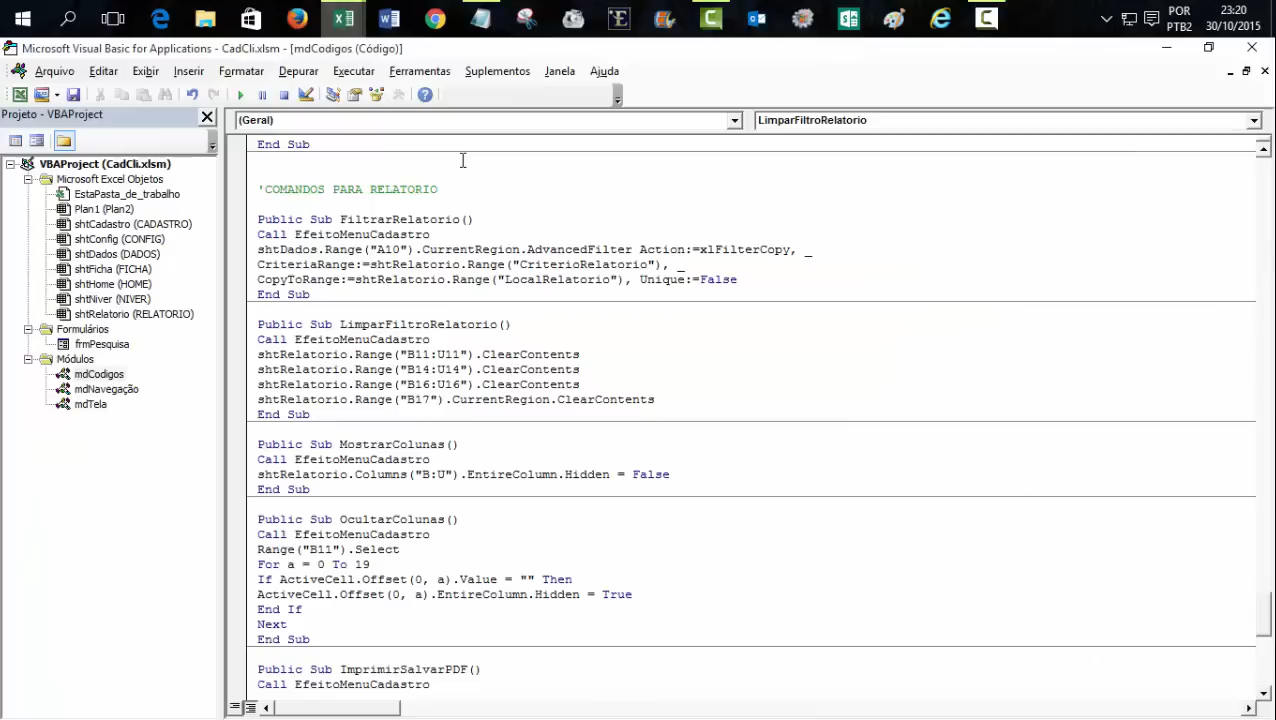 POR
23:20
PTB2
30/10/2015
Microsoft Visual Basic for Applications - CadCli.xlsm - [mdCodigos (Código)]
Arquivo Editar Exibir Inserir Formatar Depurar Executar Ferramentas Suplementos Janela Ajuda
Projeto - VBAProject
(Geral)
LimparFiltroRelatorio
VBAProject (CadCli.xlsm)
Microsoft Excel Objetos
EstaPasta_de_trabalho
Plan1 (Plan2)
shtCadastro (CADASTRO)
shtConfig (CONFIG)
shtDados (DADOS)
shtFicha (FICHA)
shtHome (HOME)
shtNiver (NIVER)
shtRelatorio (RELATORIO)
Formulários
frmPesquisa
Módulos
mdCodigos
mdNavegação
mdTela
End Sub
'COMANDOS PARA RELATORIO
Public Sub FiltrarRelatorio()
Call EfeitoMenuCadastro
shtDados.Range("A10").CurrentRegion.AdvancedFilter Action:=xlFilterCopy, _
CriteriaRange:=shtRelatorio.Range("CriterioRelatorio"), _
CopyToRange:=shtRelatorio.Range("LocalRelatorio"), Unique:=False
End Sub
Public Sub LimparFiltroRelatorio()
Call EfeitoMenuCadastro
shtRelatorio.Range("B11:U11").ClearContents
shtRelatorio.Range("B14:U14").ClearContents
shtRelatorio.Range("B16:U16").ClearContents
shtRelatorio.Range("B17").CurrentRegion.ClearContents
End Sub
Public Sub MostrarColunas()
Call EfeitoMenuCadastro
shtRelatorio.Columns("B:U").EntireColumn.Hidden = False
End Sub
Public Sub OcultarColunas()
Call EfeitoMenuCadastro
Range("B11").Select
For a = 0 To 19
If ActiveCell.Offset(0, a).Value = "" Then
ActiveCell.Offset(0, a).EntireColumn.Hidden = True
End If
Next
End Sub
Public Sub ImprimirSalvarPDF()
Call EfeitoMenuCadastro